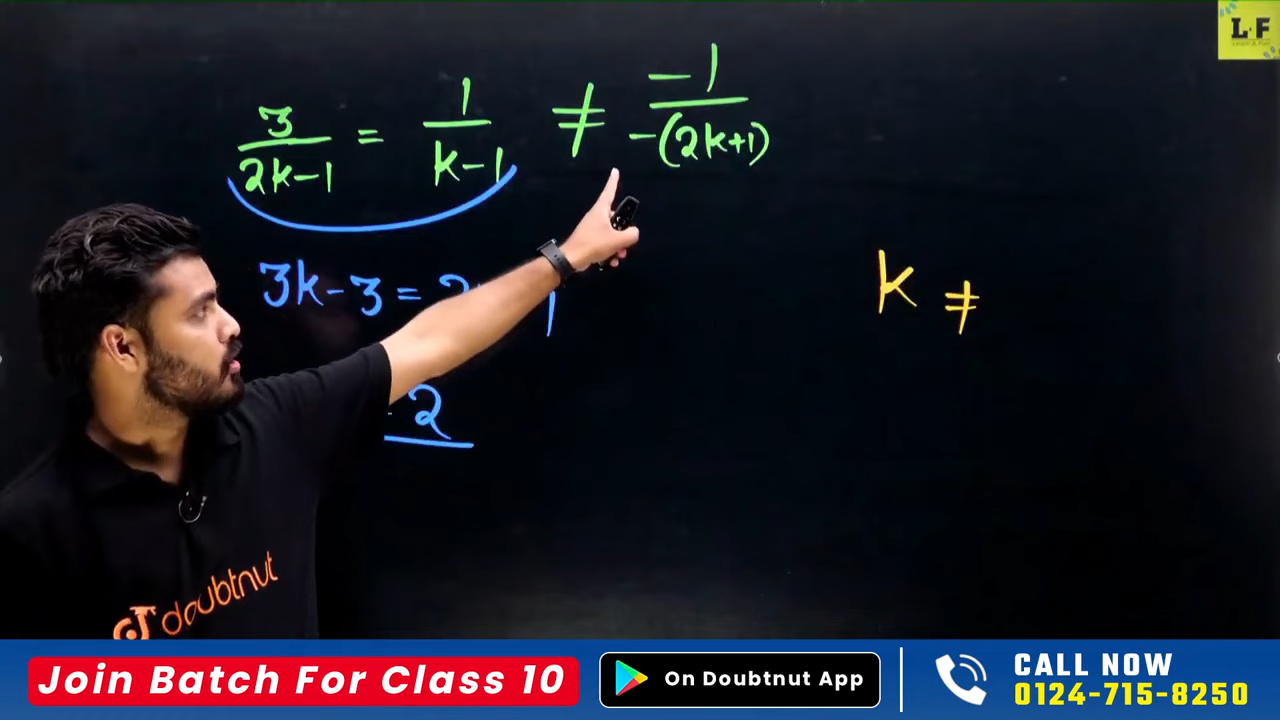 L.F
3/(2k-1) = 1/(k-1) ≠ -1/-(2k+1)
3k-3 = 2
k ≠
2
doubtnut
Join Batch For Class 10
On Doubtnut App
CALL NOW
0124-715-8250